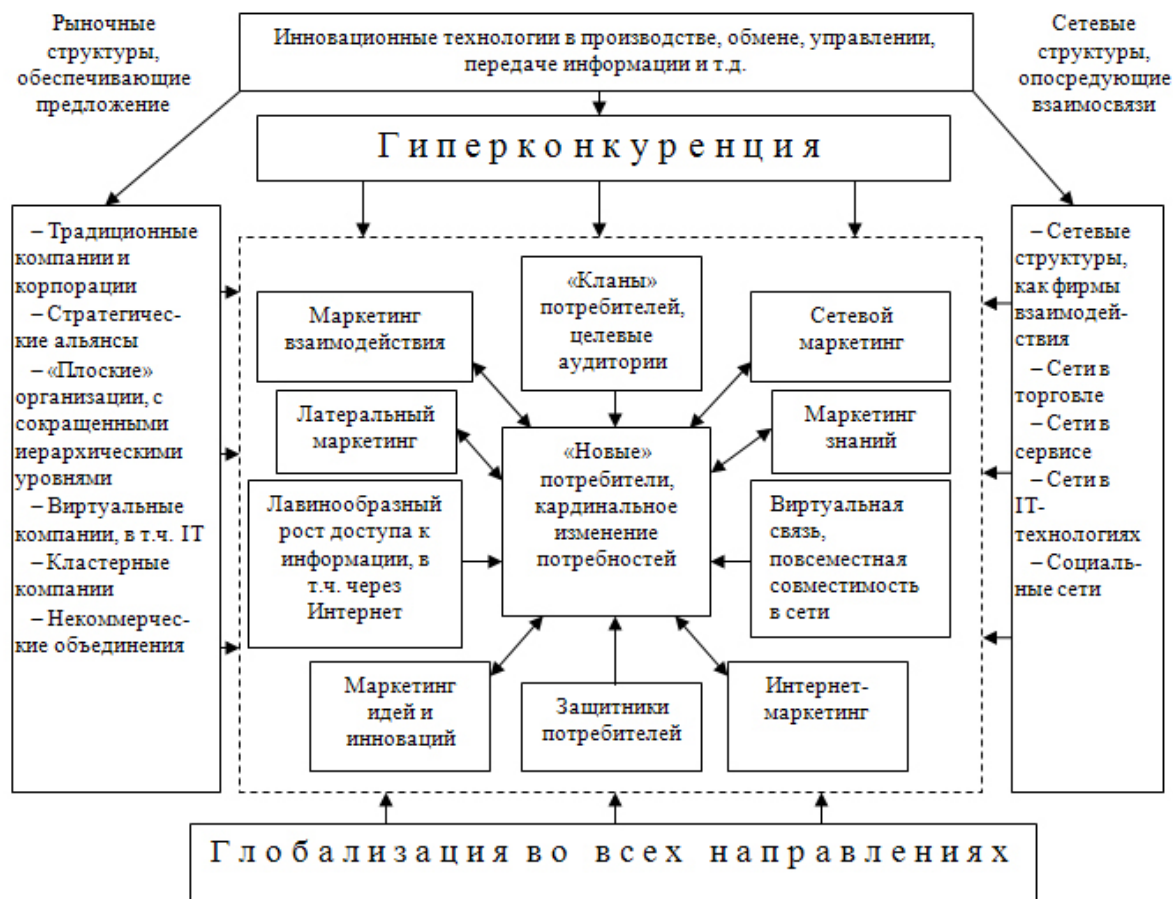 Рыночные
структуры,
обеспечивающие
предложение
Инновационные технологии в производстве, обмене, управлении,
передаче информации и т.д.
Сетевые
структуры,
опосредующие
взаимосвязи
Гиперконкуренция
– Традиционные
компании и
корпорации
– Стратегичес-
кие альянсы
– «Плоские»
организации, с
сокращенными
иерархическими
уровнями
– Виртуальные
компании, в т.ч. IT
– Кластерные
компании
– Некоммерчес-
кие объединения
Маркетинг
взаимодействия
«Кланы»
потребителей,
целевые
аудитории
Сетевой
маркетинг
Латеральный
маркетинг
«Новые»
потребители,
кардинальное
изменение
потребностей
Маркетинг
знаний
Лавинообразный
рост доступа к
информации, в
т.ч. через
Интернет
Виртуальная
связь,
повсеместная
совместимость
в сети
Маркетинг
идей и
инноваций
Защитники
потребителей
Интернет-
маркетинг
– Сетевые
структуры,
как фирмы
взаимодей-
ствия
– Сети в
торговле
– Сети в
сервисе
– Сети в
IT-
технологиях
– Социаль-
ные сети
Глобализация во всех направлениях